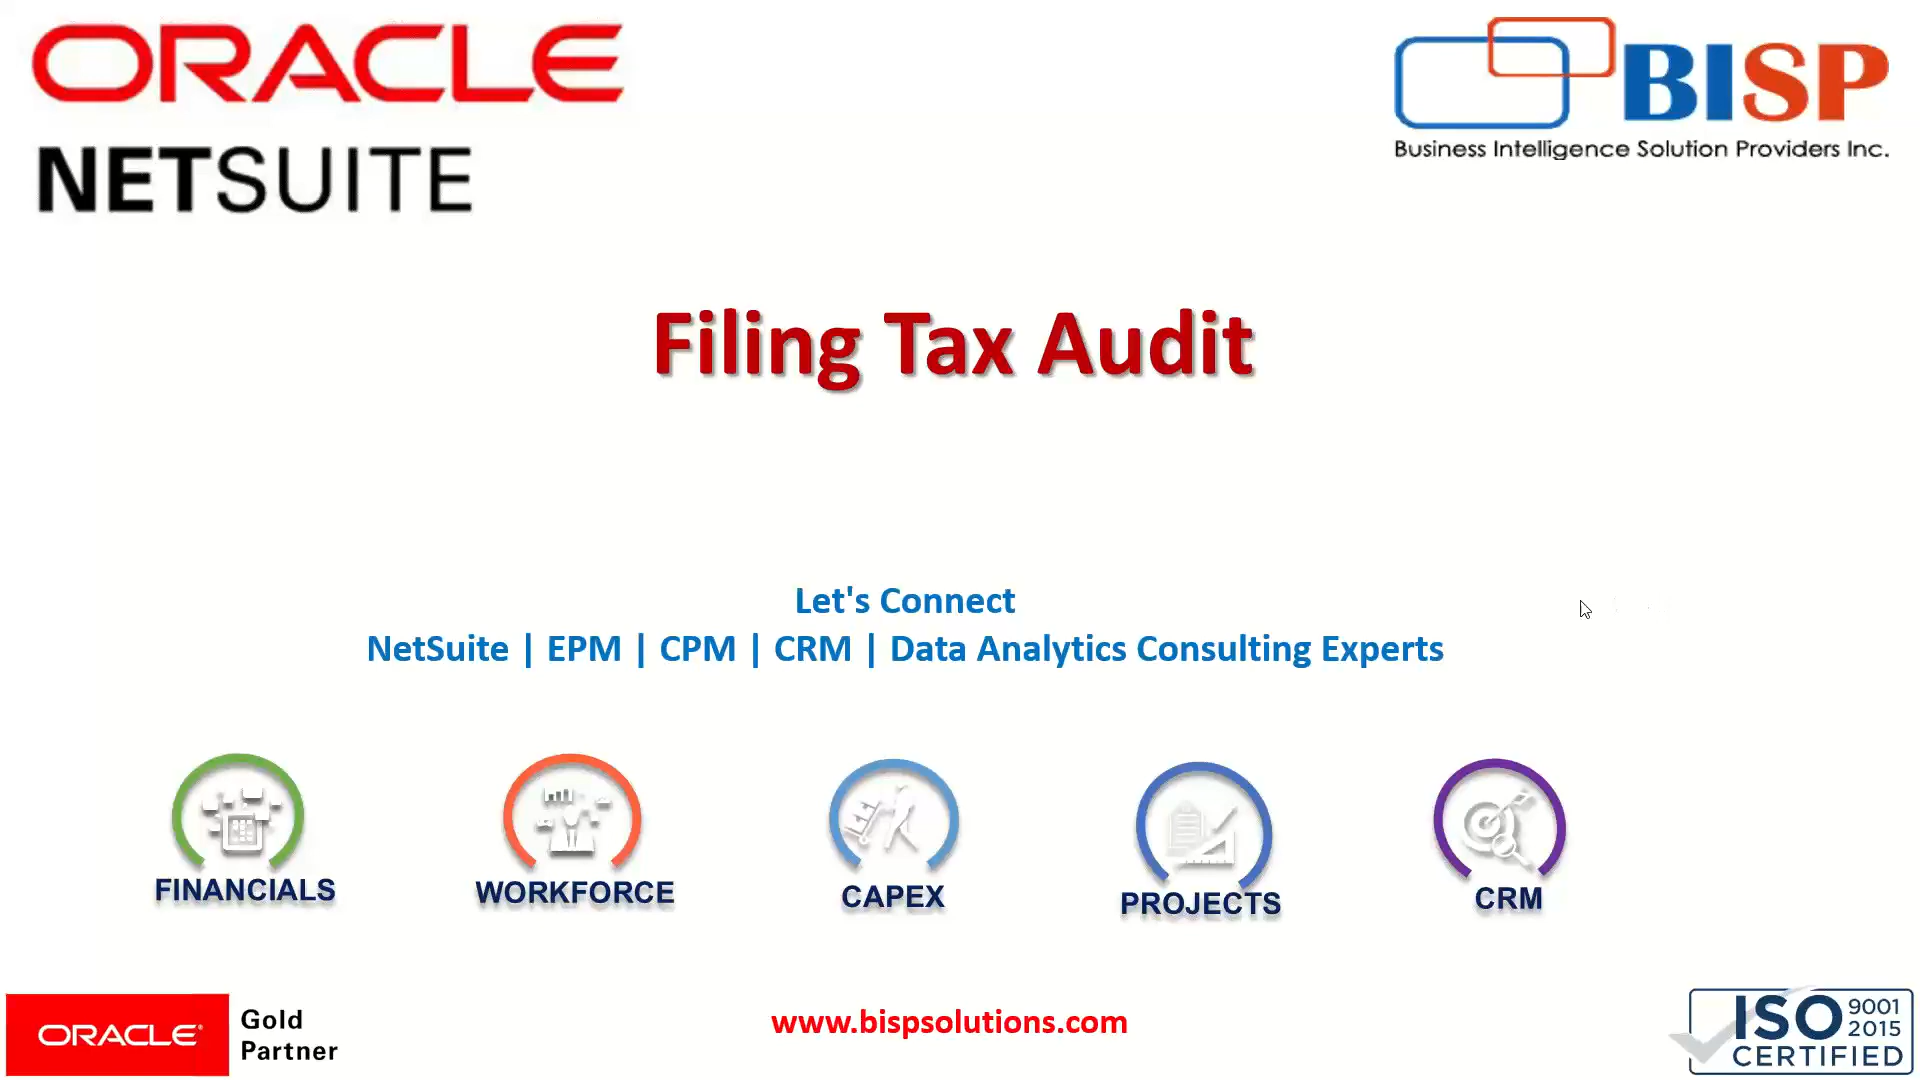 ORACLE
NETSUITE
BISP
Business Intelligence Solution Providers Inc.
Filing Tax Audit
Let's Connect
NetSuite | EPM | CPM | CRM | Data Analytics Consulting Experts
FINANCIALS
WORKFORCE
CAPEX
PROJECTS
CRM
ORACLE®
Gold
Partner
www.bispsolutions.com
ISO 9001
2015
CERTIFIED